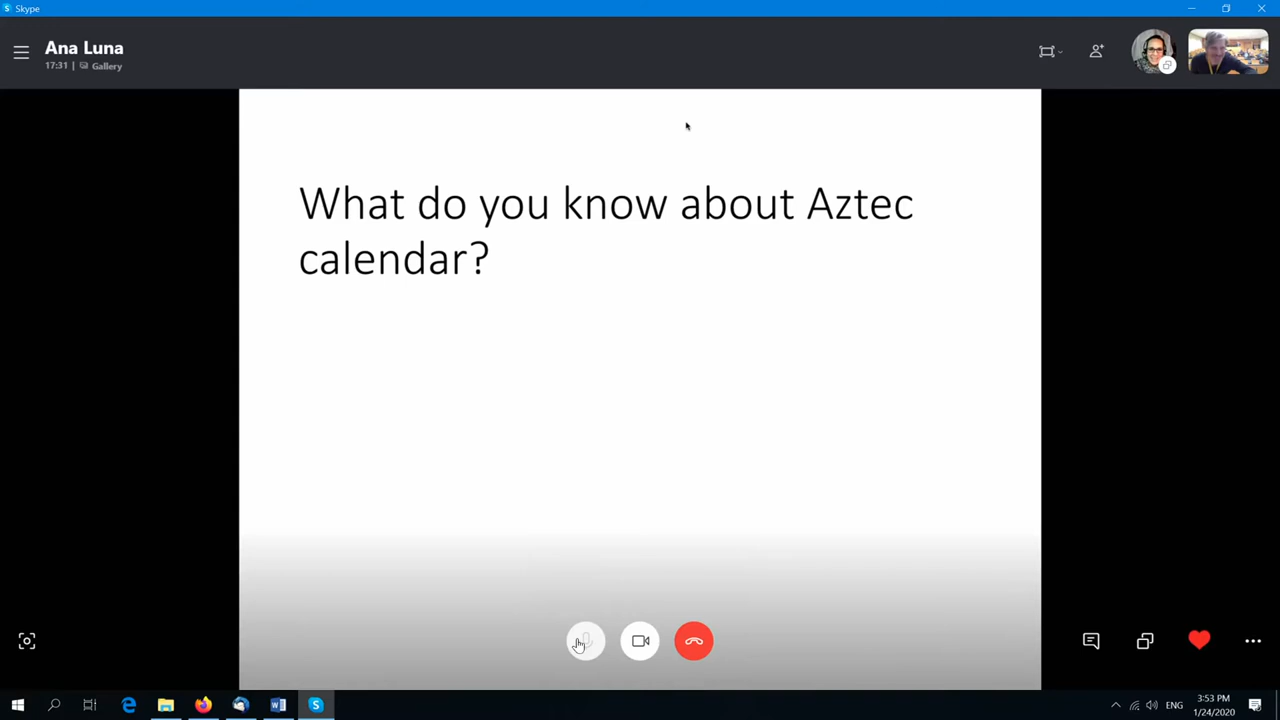 Skype
Ana Luna
17:31 | Gallery
What do you know about Aztec
calendar?
ENG
3:53 PM
1/24/2020